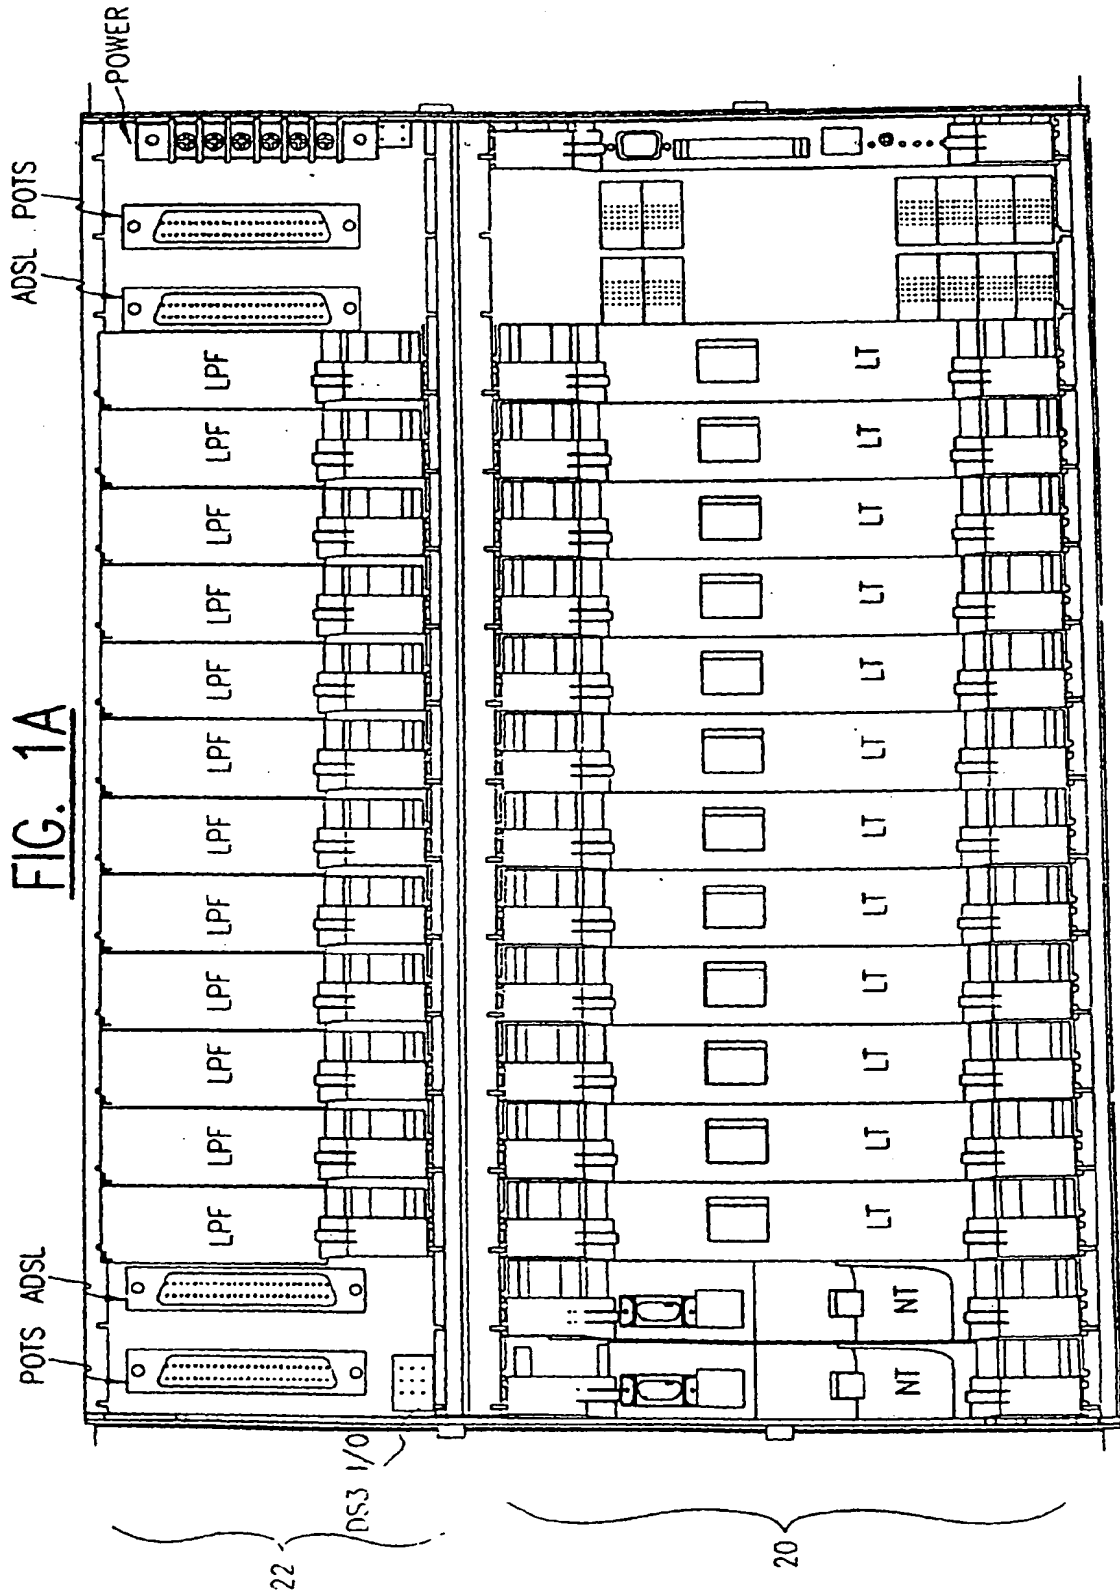 FIG. 1A
POTS ADSL
ADSL POTS
POWER
22
LPF LPF LPF LPF LPF LPF LPF LPF LPF LPF LPF LPF
DS3 I/O
20
NT NT LT LT LT LT LT LT LT LT LT LT LT LT